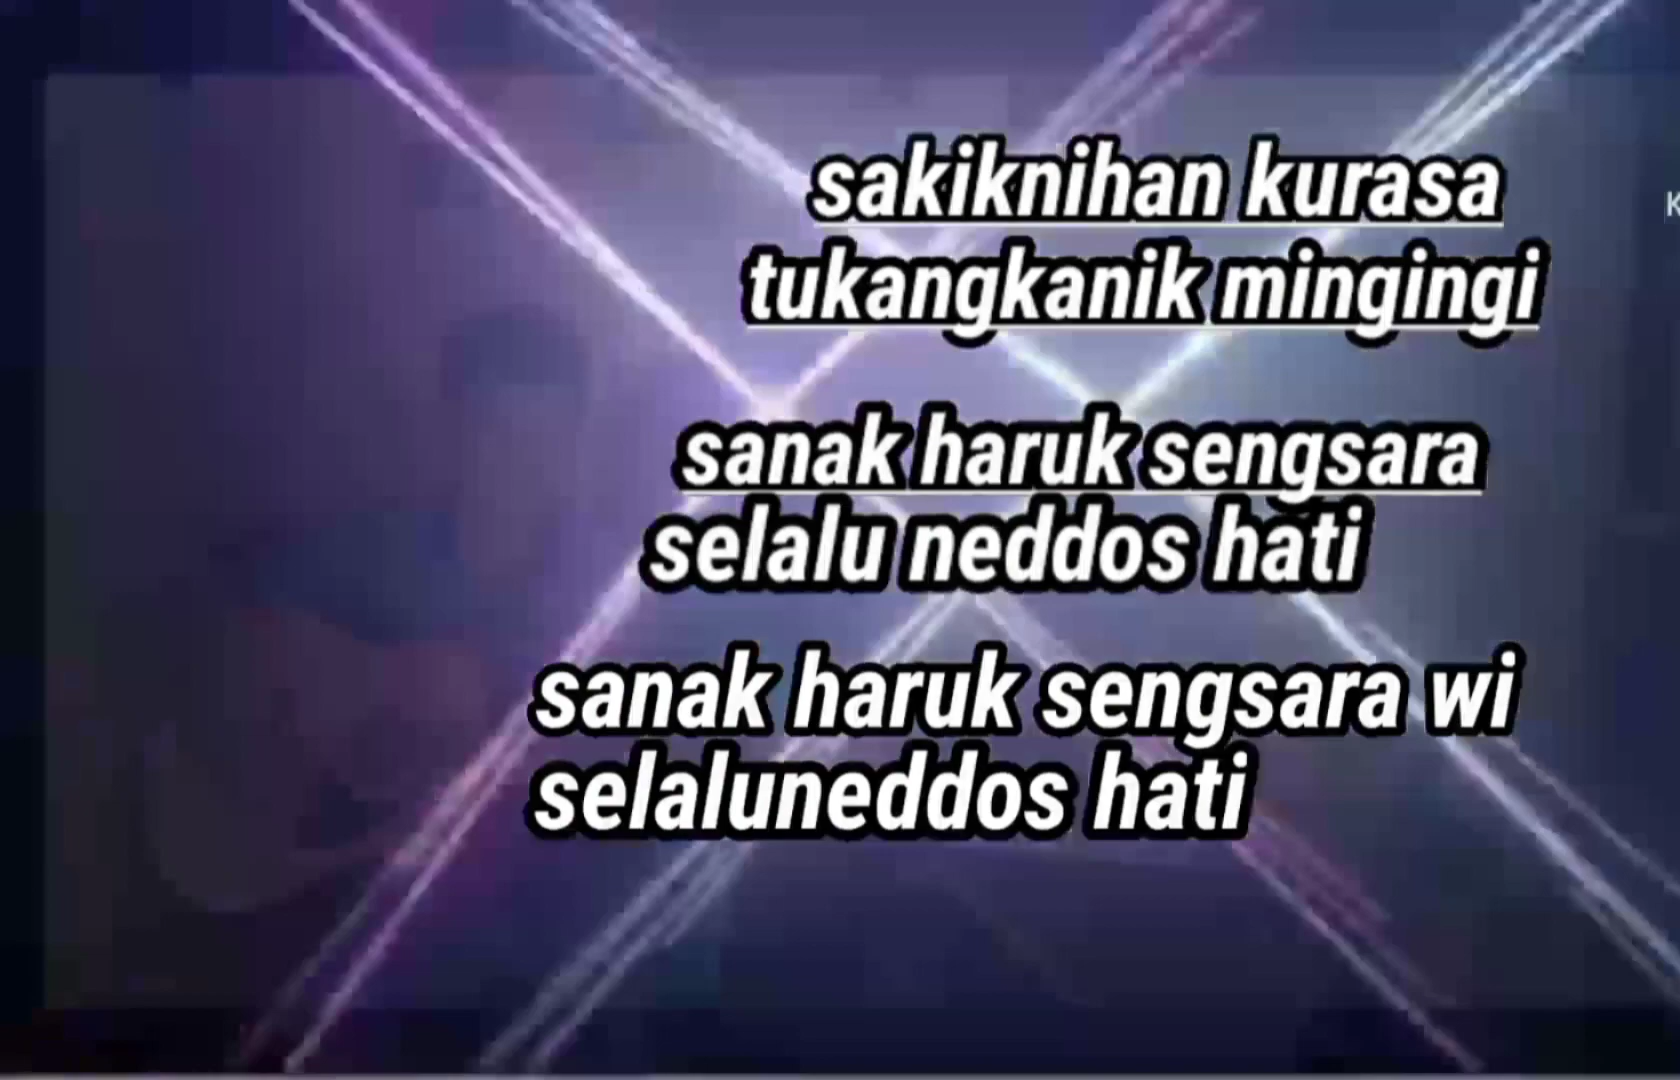 sakiknihan kurasa
tukangkanik mingingi
sanak haruk sengsara
selalu neddos hati
sanak haruk sengsara wi
selaluneddos hati